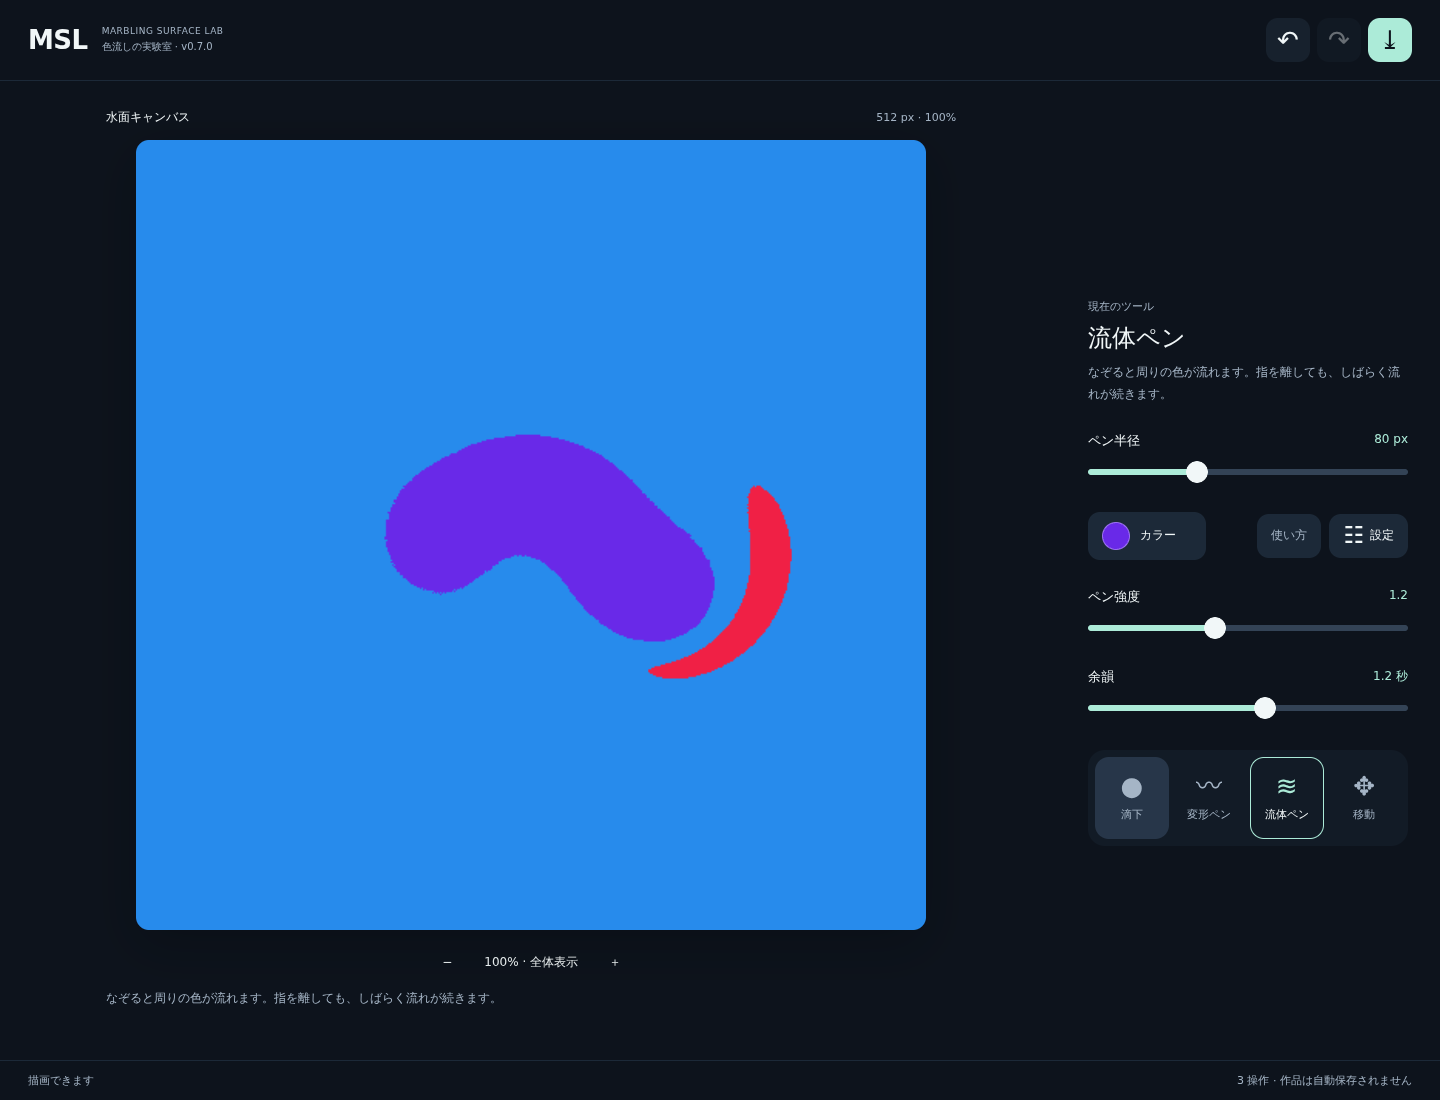 MSL
MARBLING SURFACE LAB
色流しの実験室 · v0.7.0
水面キャンバス
512 px · 100%
現在のツール
流体ペン
なぞると周りの色が流れます。指を離しても、しばらく流
れが続きます。
ペン半径
80 px
カラー
使い方
設定
ペン強度
1.2
余韻
1.2 秒
滴下
変形ペン
流体ペン
移動
− 100% · 全体表示 +
なぞると周りの色が流れます。指を離しても、しばらく流れが続きます。
描画できます
3 操作 · 作品は自動保存されません